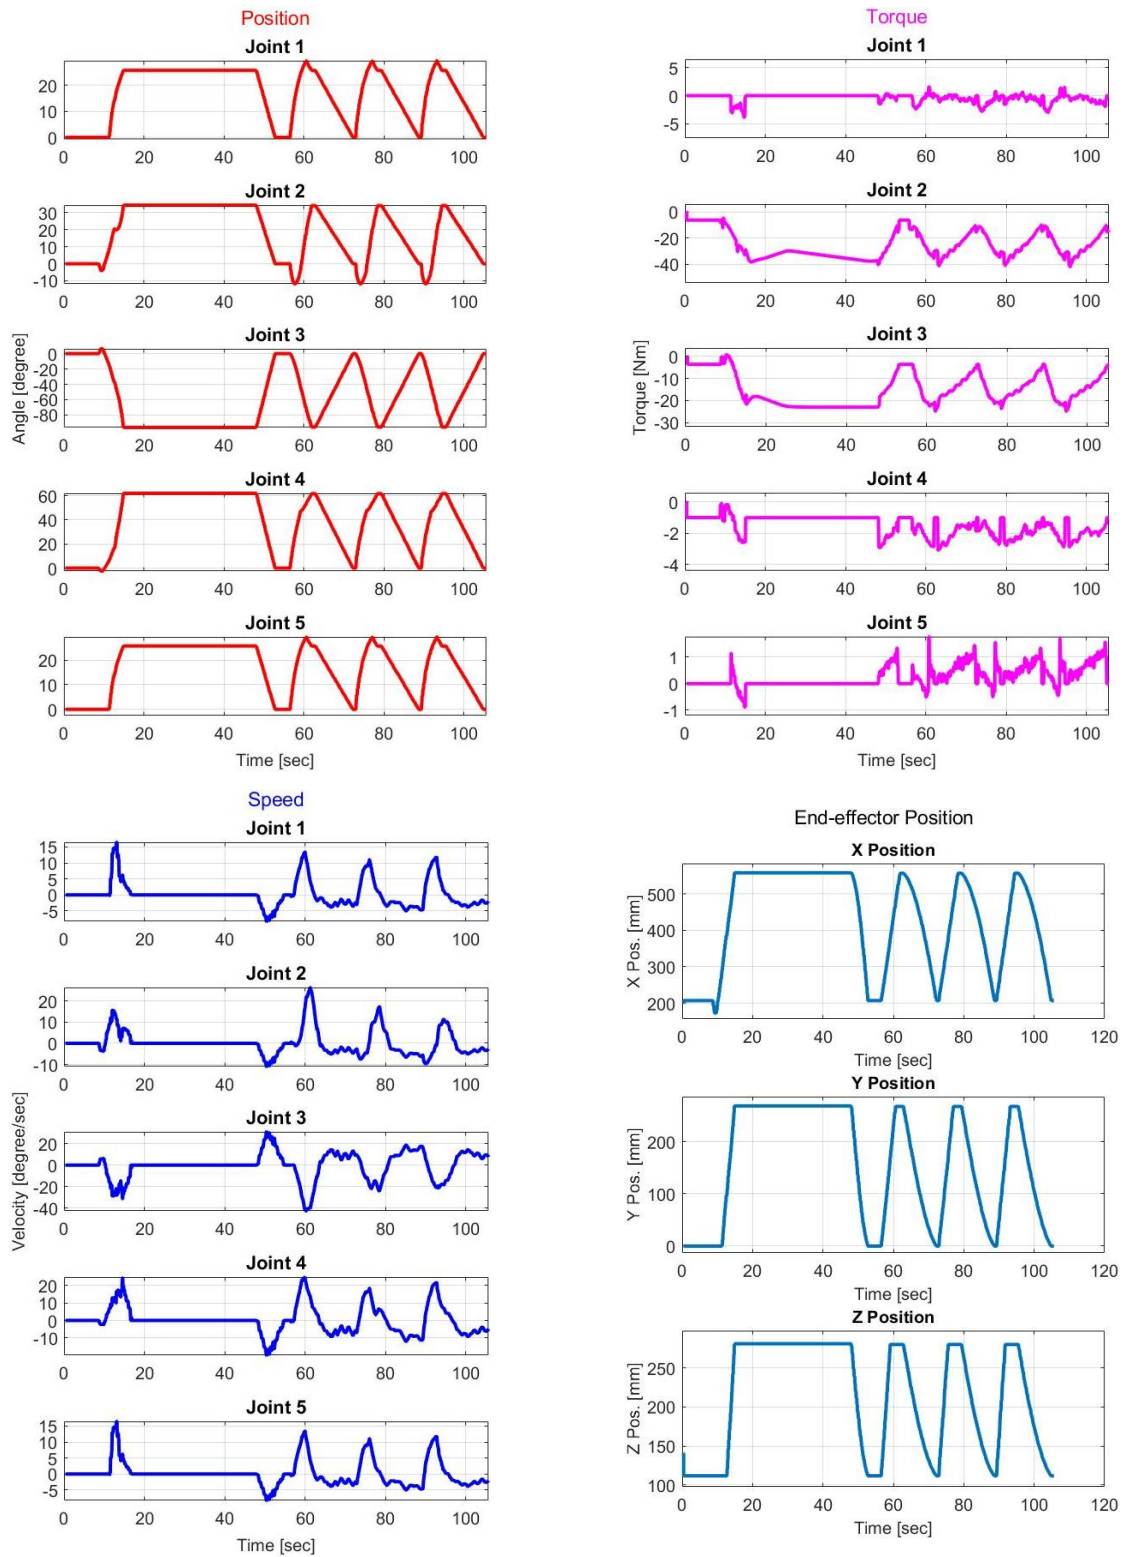 Position
Joint 1
20
0
0 20 40 60 80 100
Joint 2
30
20
10
0
-10
0 20 40 60 80 100
Joint 3
0
-20
-40
-60
-80
0 20 40 60 80 100
Joint 4
60
40
20
0
0 20 40 60 80 100
Joint 5
20
0
0 20 40 60 80 100
Angle [degree]
Time [sec]
Torque
Joint 1
5
0
-5
0 20 40 60 80 100
Joint 2
0
-20
-40
0 20 40 60 80 100
Joint 3
0
-10
-20
-30
0 20 40 60 80 100
Joint 4
0
-2
-4
0 20 40 60 80 100
Joint 5
1
0
-1
0 20 40 60 80 100
Torque [Nm]
Time [sec]
Speed
Joint 1
15
10
5
0
-5
0 20 40 60 80 100
Joint 2
20
10
0
-10
0 20 40 60 80 100
Joint 3
20
0
-20
-40
0 20 40 60 80 100
Joint 4
20
10
0
-10
0 20 40 60 80 100
Joint 5
15
10
5
0
-5
0 20 40 60 80 100
Velocity [degree/sec]
Time [sec]
End-effector Position
X Position
X Pos. [mm]
500
400
300
200
0 20 40 60 80 100 120
Time [sec]
Y Position
Y Pos. [mm]
200
100
0
0 20 40 60 80 100 120
Time [sec]
Z Position
Z Pos. [mm]
250
200
150
100
0 20 40 60 80 100 120
Time [sec]